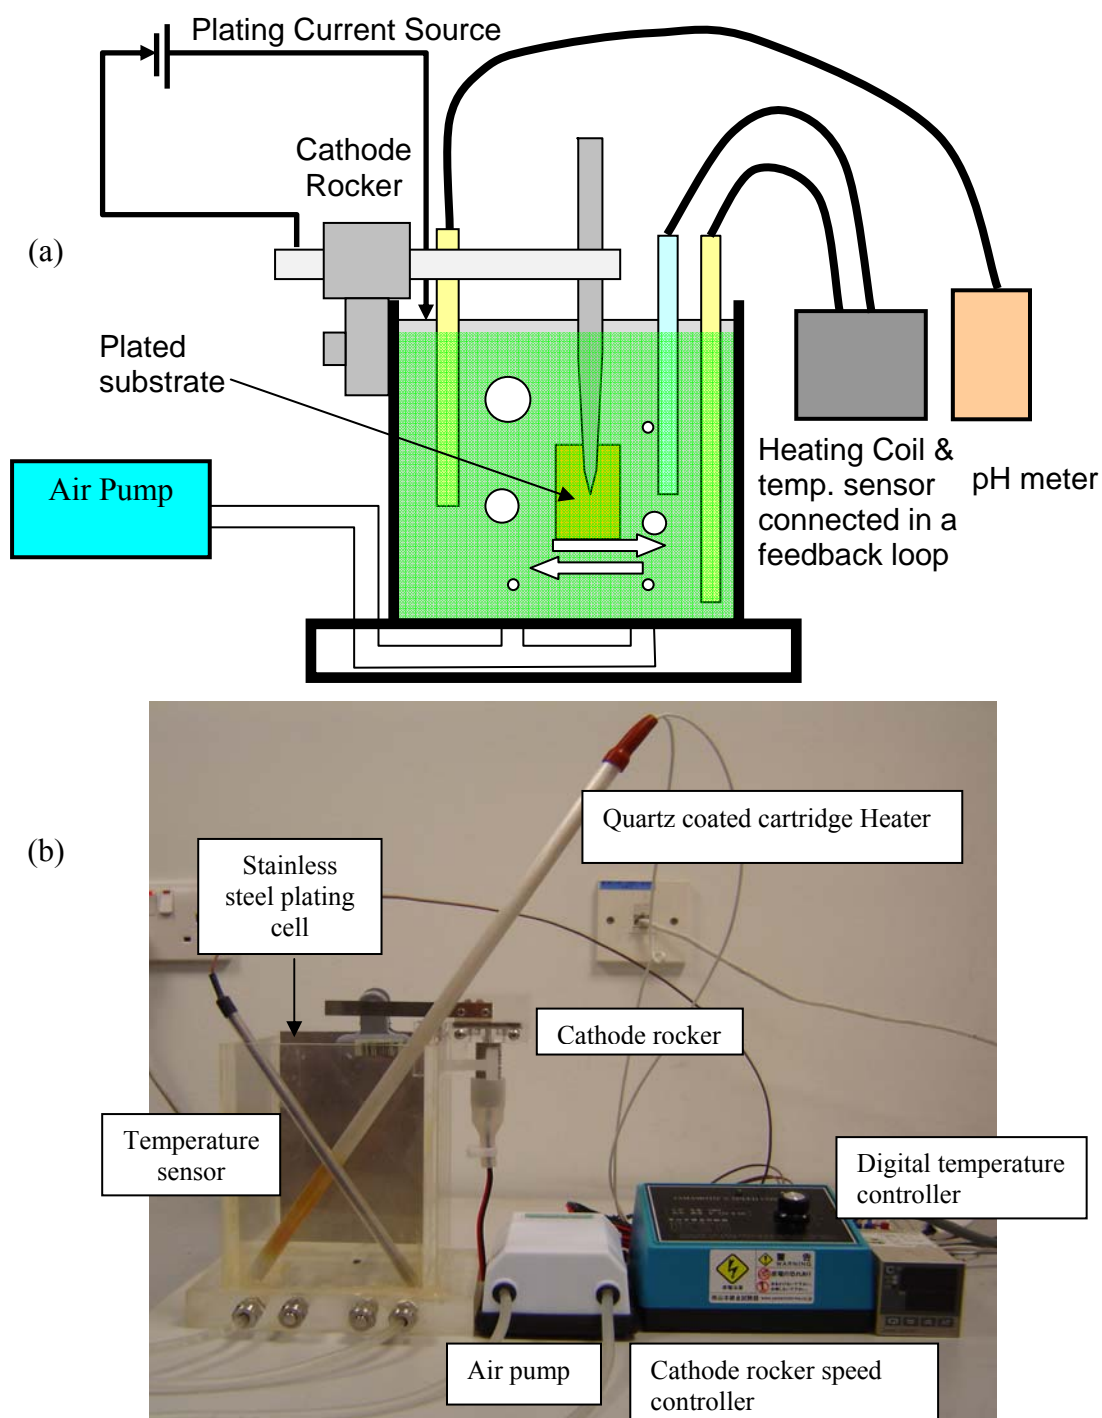 Plating Current Source
Cathode
Rocker
(a)
Plated
substrate
Air Pump
Heating Coil &
temp. sensor
connected in a
feedback loop
pH meter
(b)
Quartz coated cartridge Heater
Stainless
steel plating
cell
Cathode rocker
Temperature
sensor
Digital temperature
controller
WARNING
Air pump
Cathode rocker speed
controller